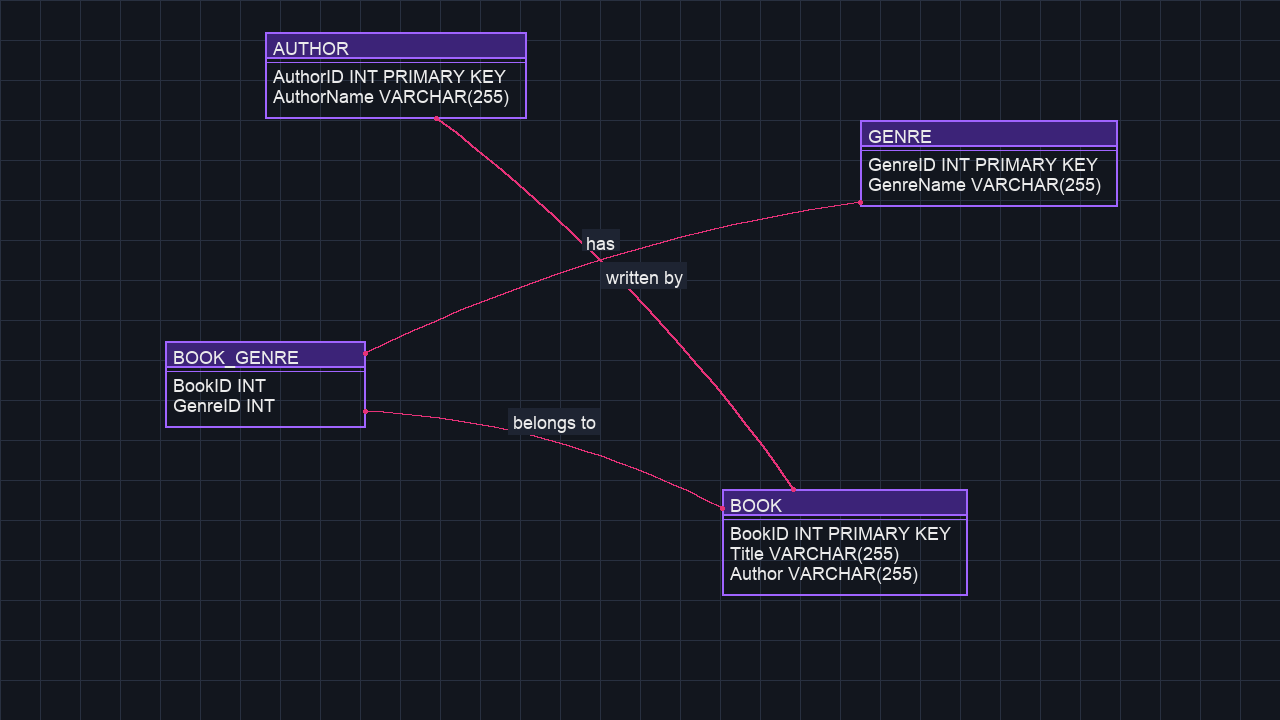 AUTHOR
AuthorID INT PRIMARY KEY
AuthorName VARCHAR(255)
GENRE
GenreID INT PRIMARY KEY
GenreName VARCHAR(255)
has
written by
BOOK_GENRE
BookID INT
GenreID INT
belongs to
BOOK
BookID INT PRIMARY KEY
Title VARCHAR(255)
Author VARCHAR(255)